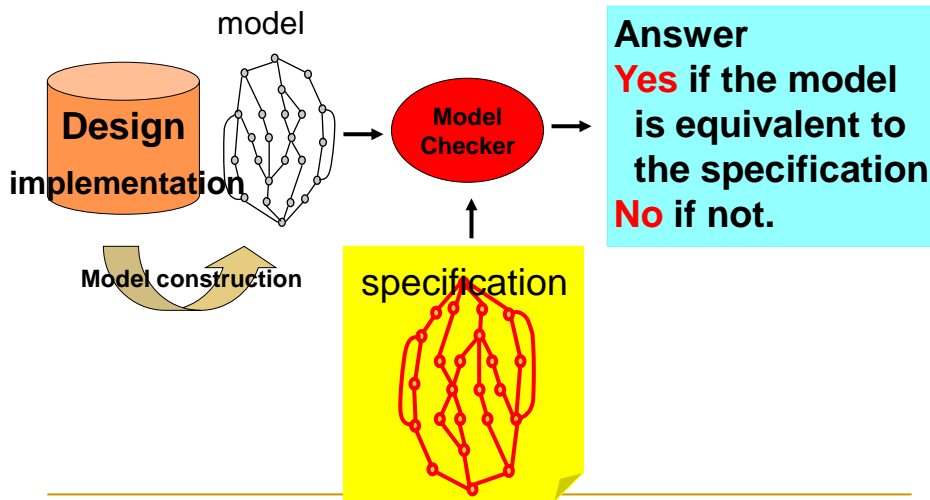 model
Design
implementation
Model construction
Model
Checker
specification
Answer
Yes if the model
is equivalent to
the specification
No if not.